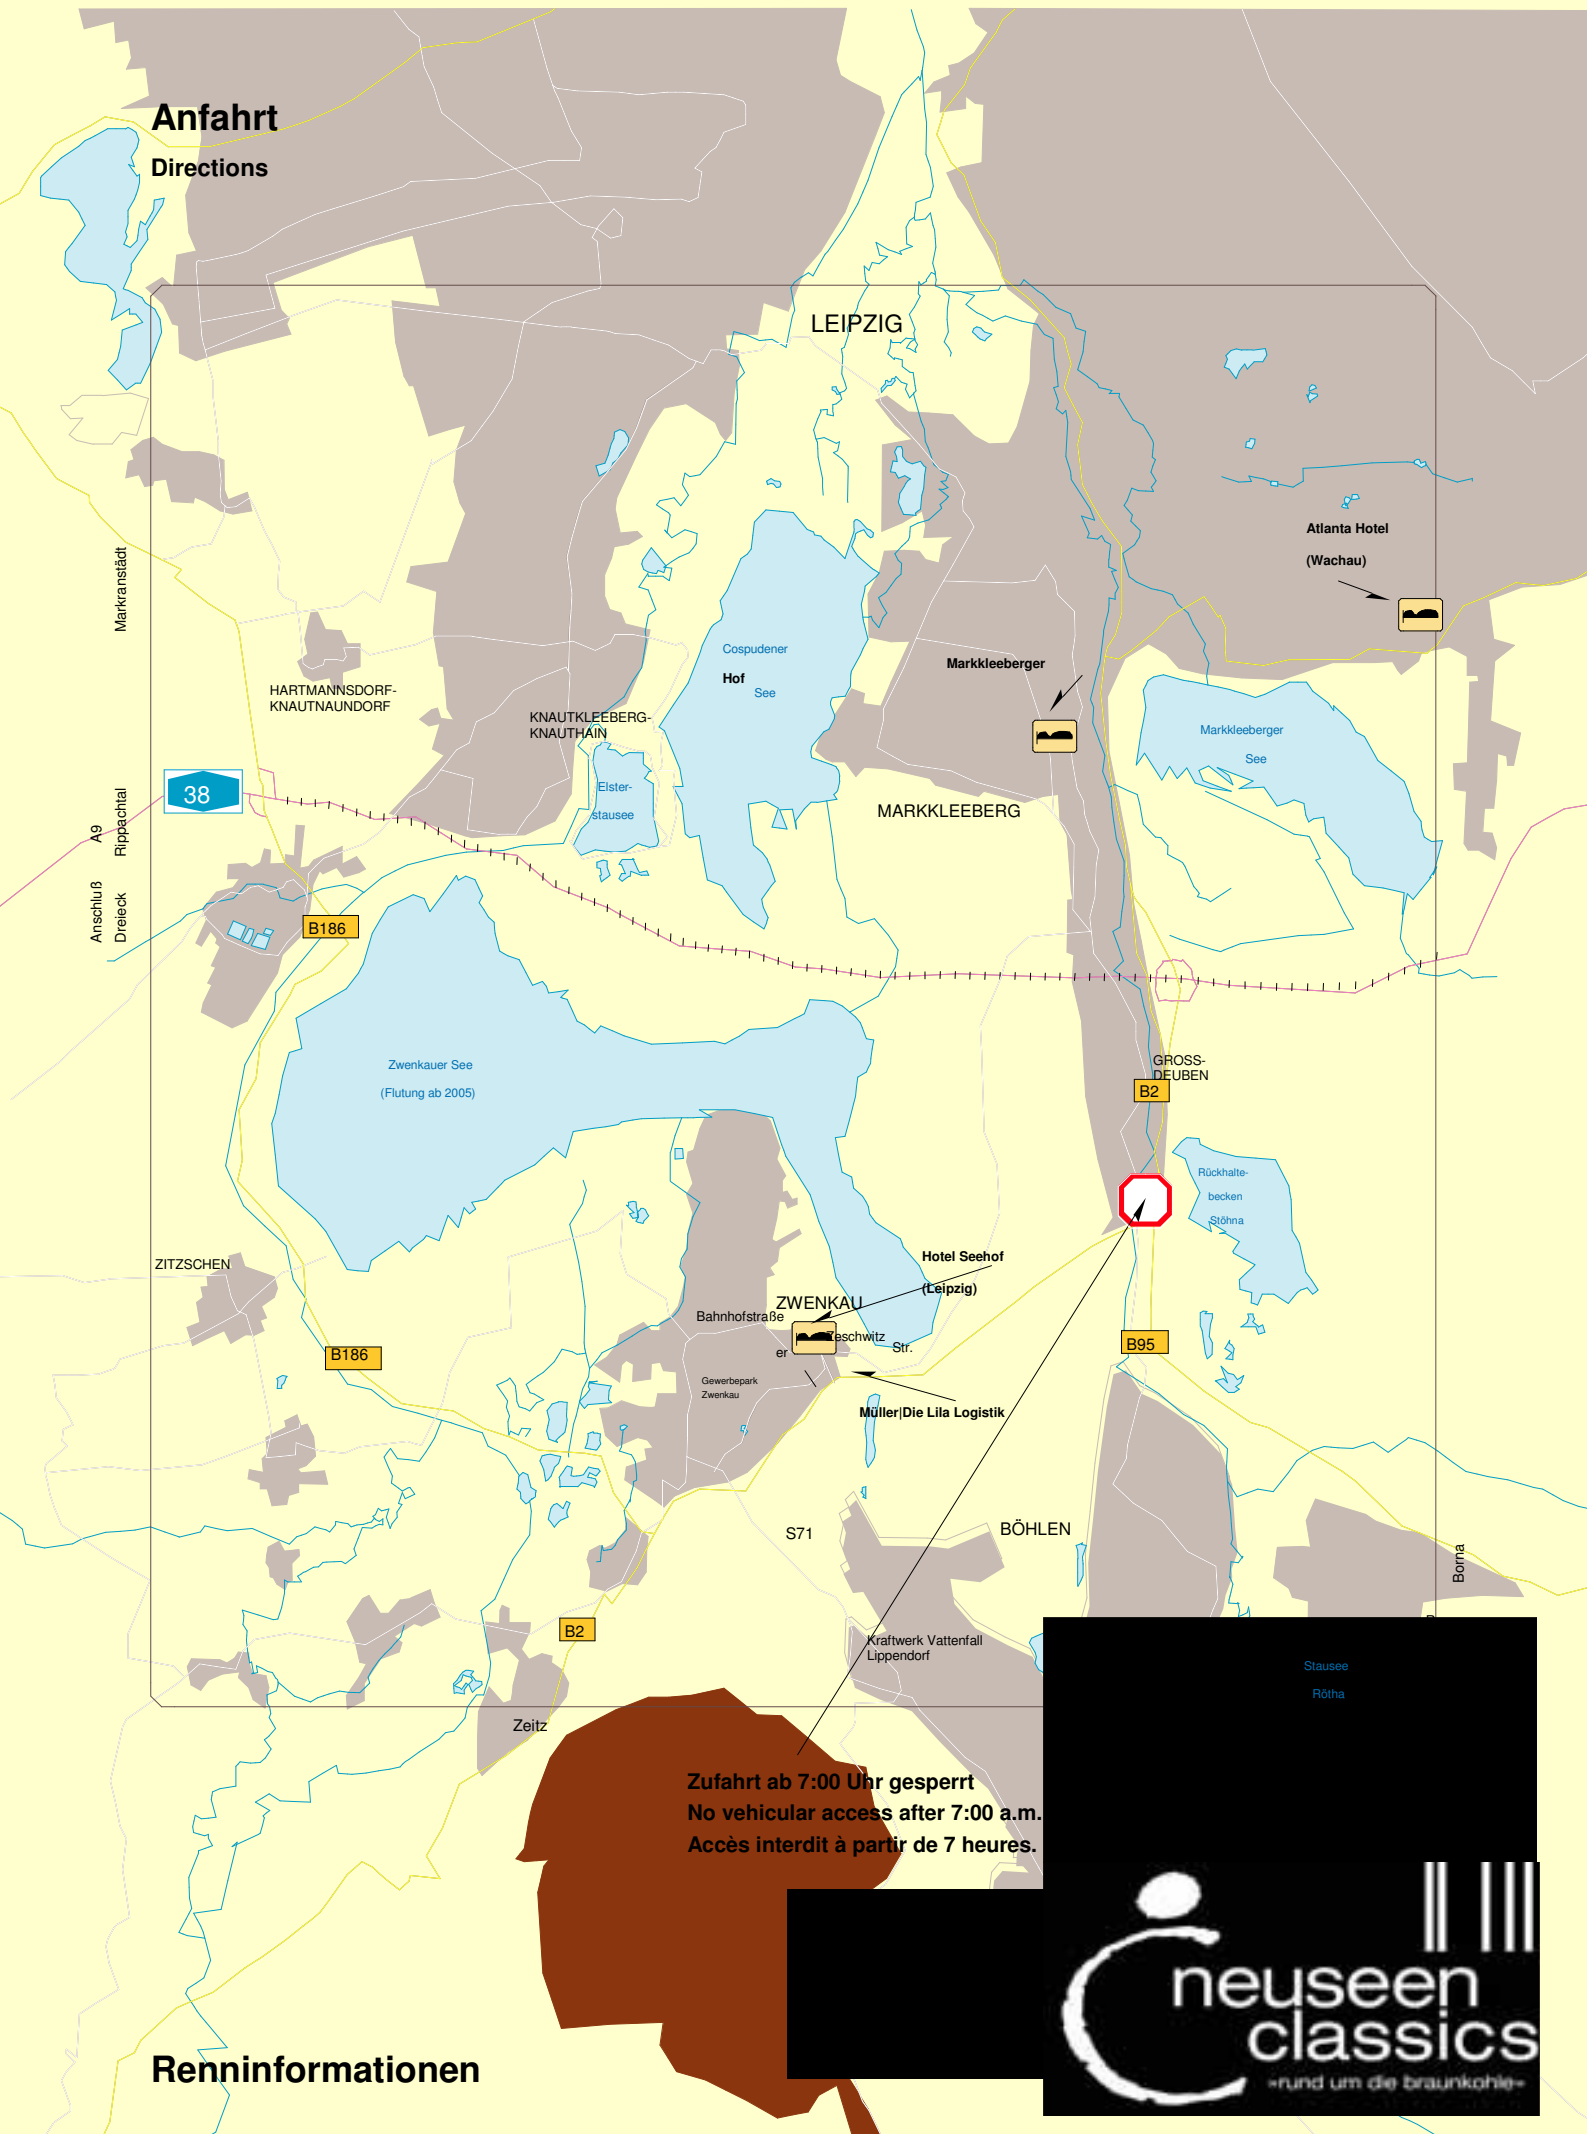 Anfahrt
Directions
LEIPZIG
Atlanta Hotel
(Wachau)
Markranstädt
Cospudener
Hof
See
Markkleeberger
HARTMANNSDORF-
KNAUTNAUNDORF
KNAUTKLEEBERG-
KNAUTHAIN
Markkleeberger
See
38
Elster-
stausee
MARKKLEEBERG
A9
Rippachtal
Anschluß
Dreieck
B186
Zwenkauer See
(Flutung ab 2005)
GROSS-
DEUBEN
B2
Rückhalte-
becken
Stöhna
ZITZSCHEN
Hotel Seehof
(Leipzig)
ZWENKAU
Bahnhofstraße
Zeschwitz
er
Str.
B186
B95
Gewerbepark
Zwenkau
Müller|Die Lila Logistik
S71
BÖHLEN
Borna
B2
Kraftwerk Vattenfall
Lippendorf
Stausee
Rötha
Zeitz
Zufahrt ab 7:00 Uhr gesperrt
No vehicular access after 7:00 a.m.
Accès interdit à partir de 7 heures.
neuseen
classics
»rund um die braunkohle«
Renninformationen